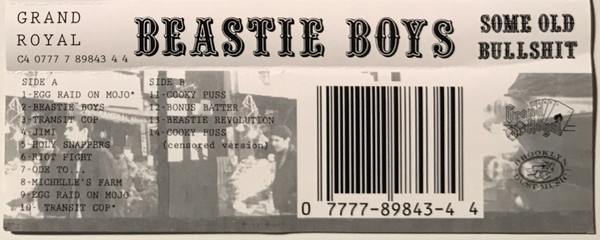 GRAND
ROYAL
C4 0777 7 89843 4 4
BEASTIE BOYS
SOME OLD
BULLSHIT
SIDE A
1-EGG RAID ON MOJO*
2-BEASTIE BOYS
3-TRANSIT COP
4-JIMI
5-HOLY SNAPPERS
6-RIOT FIGHT
7-ODE TO...
8-MICHELLE'S FARM
9-EGG RAID ON MOJO
10- TRANSIT COP*
SIDE B
11-COOKY PUSS
12-BONUS BATTER
13-BEASTIE REVOLUTION
14-COOKY PUSS
(censored version)
0 7777-89843-4 4
BROOKLYN
DUST MUSIC